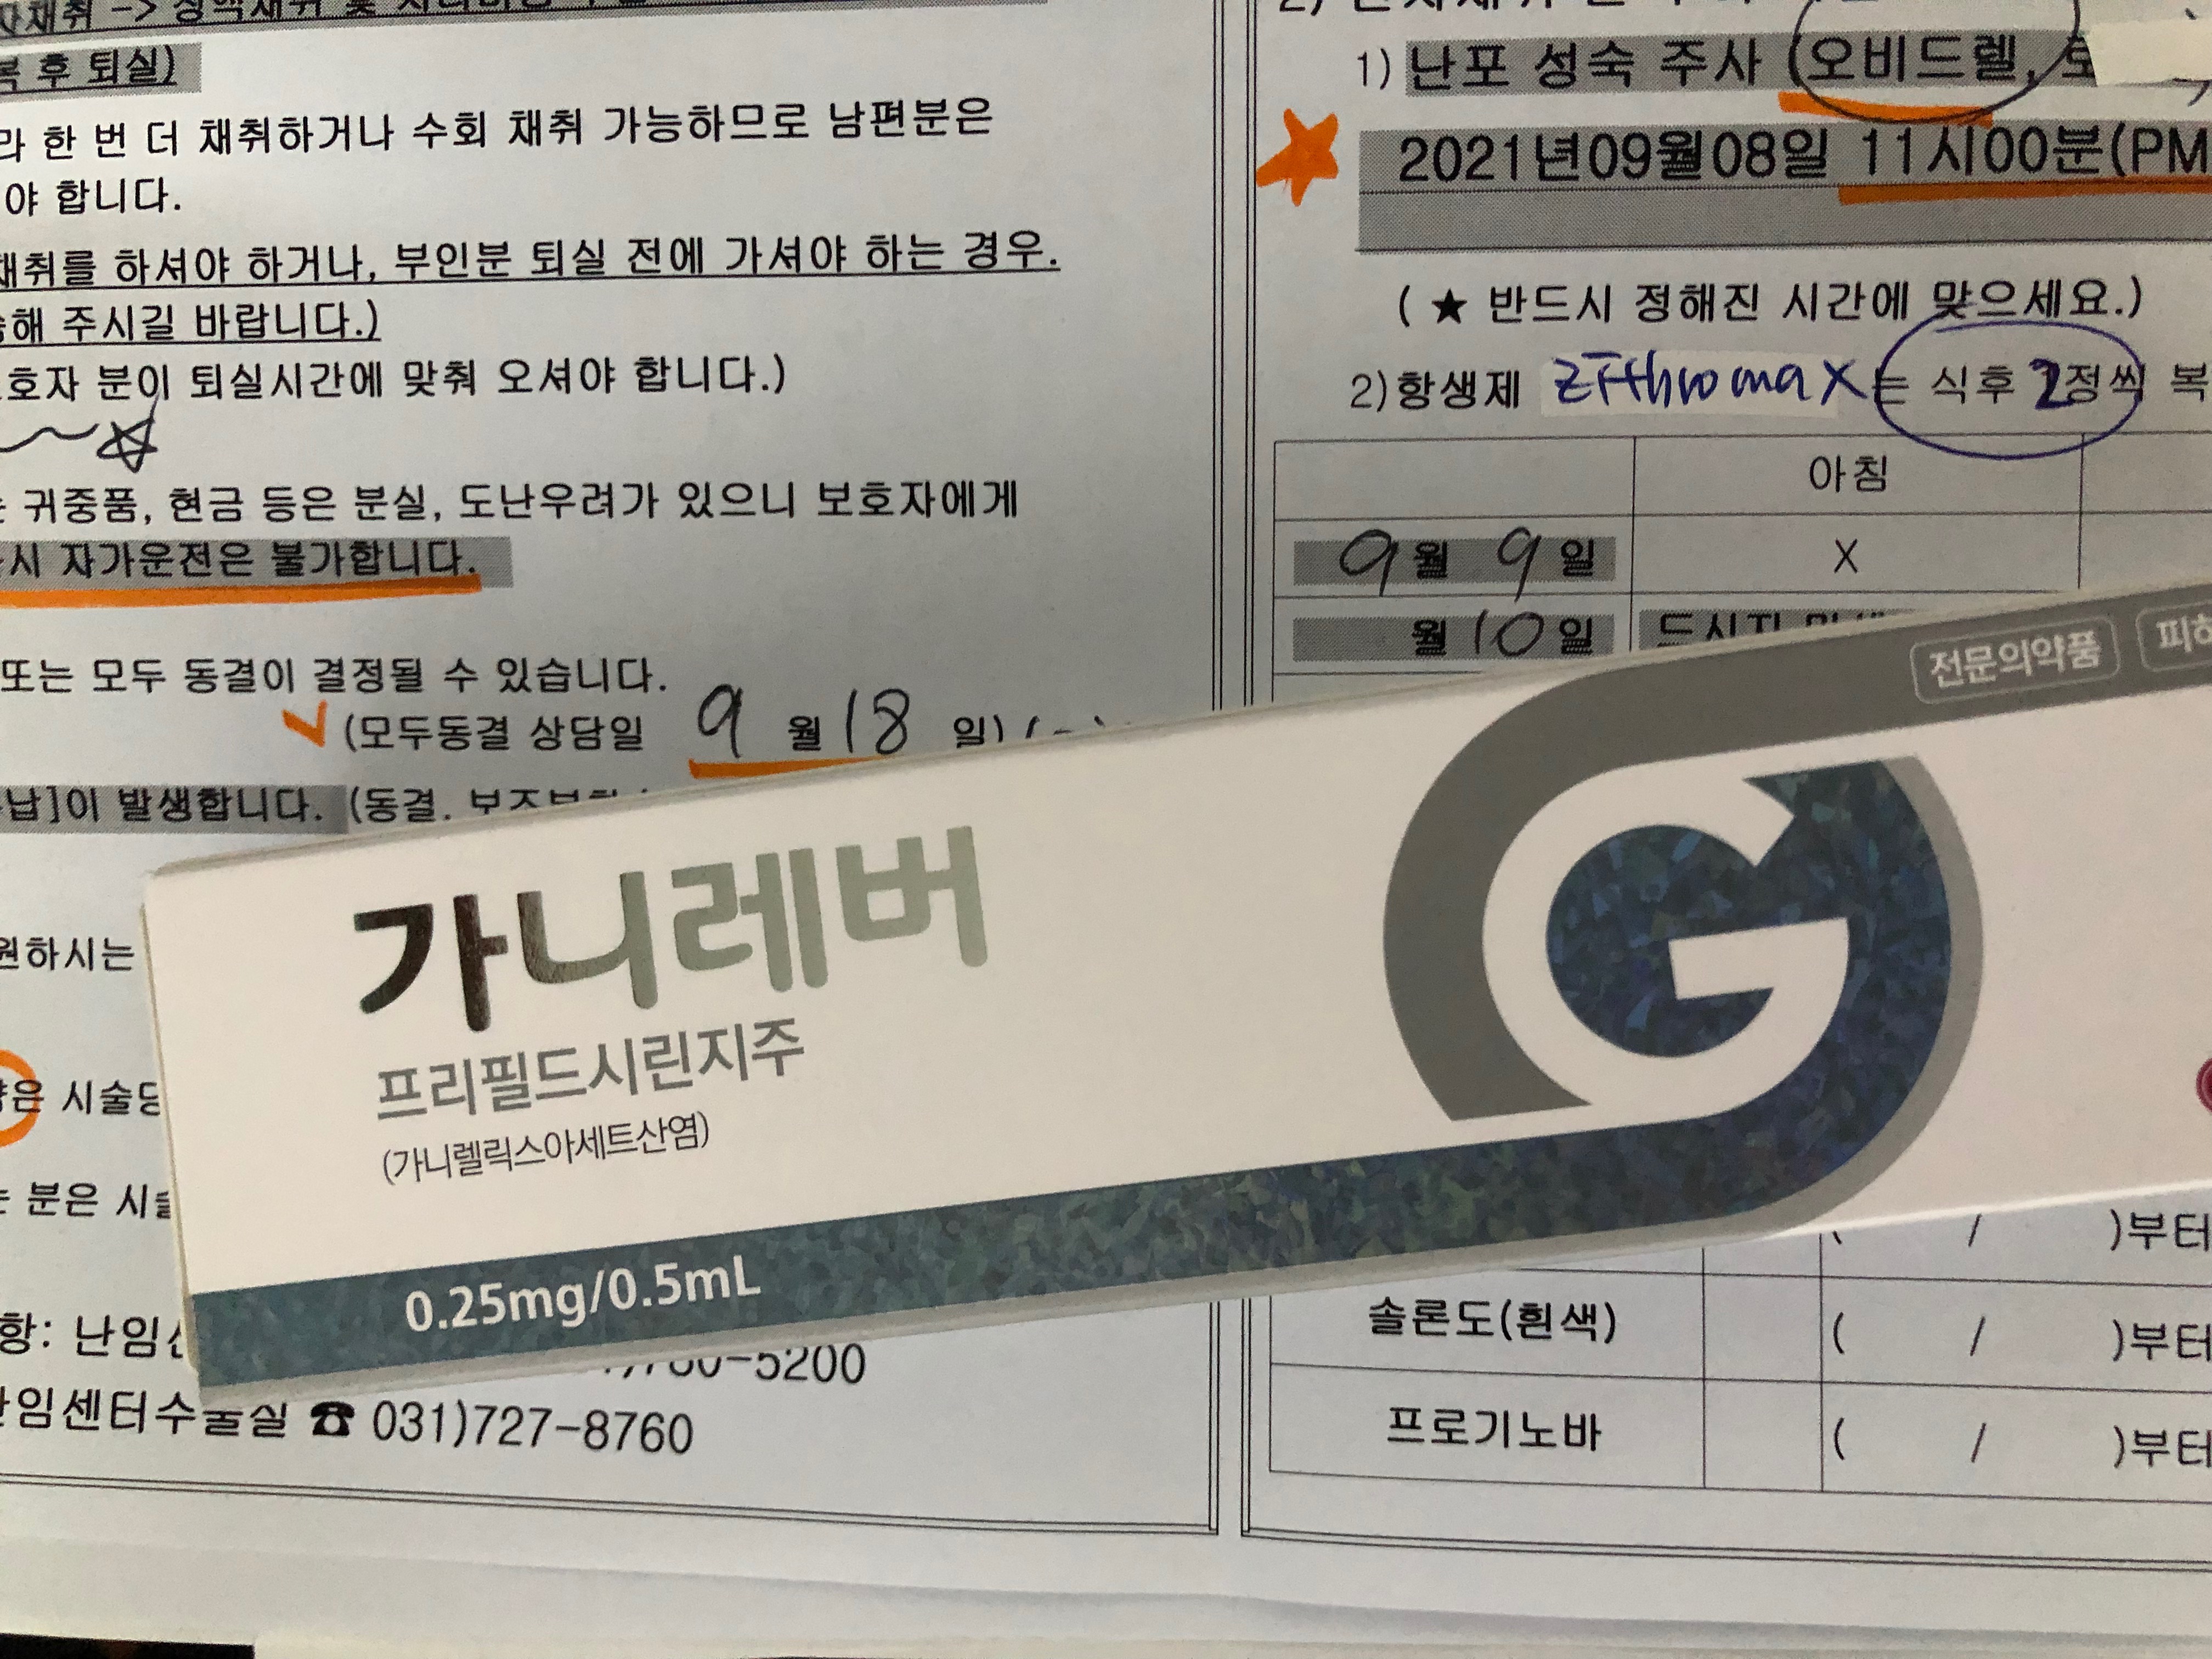 복 후 퇴실)
라 한 번 더 채취하거나 수회 채취 가능하므로 남편분은
야 합니다.
채취를 하셔야 하거나, 부인분 퇴실 전에 가셔야 하는 경우.
해 주시길 바랍니다.)
호자 분이 퇴실시간에 맞춰 오셔야 합니다.)
귀중품, 현금 등은 분실, 도난우려가 있으니 보호자에게
시 자가운전은 불가합니다.
또는 모두 동결이 결정될 수 있습니다.
(모두동결 상담일 9 월 18 일)
납]이 발생합니다. (동결.
원하시는
은 시술당
분은 시술
항: 난임센
-5200
난임센터수술실 ☎ 031)727-8760
1) 난포 성숙 주사 (오비드렐,
2021년09월08일 11시00분(PM
( ★ 반드시 정해진 시간에 맞으세요.)
2)항생제 Zithromax 는 식후 2정씩 복
아침
9월 9일 X
월 10일
전문의약품
가니레버
프리필드시린지주
(가니렐릭스아세트산염)
0.25mg/0.5mL
( / )부터
솔론도(흰색) ( / )부터
프로기노바 ( / )부터